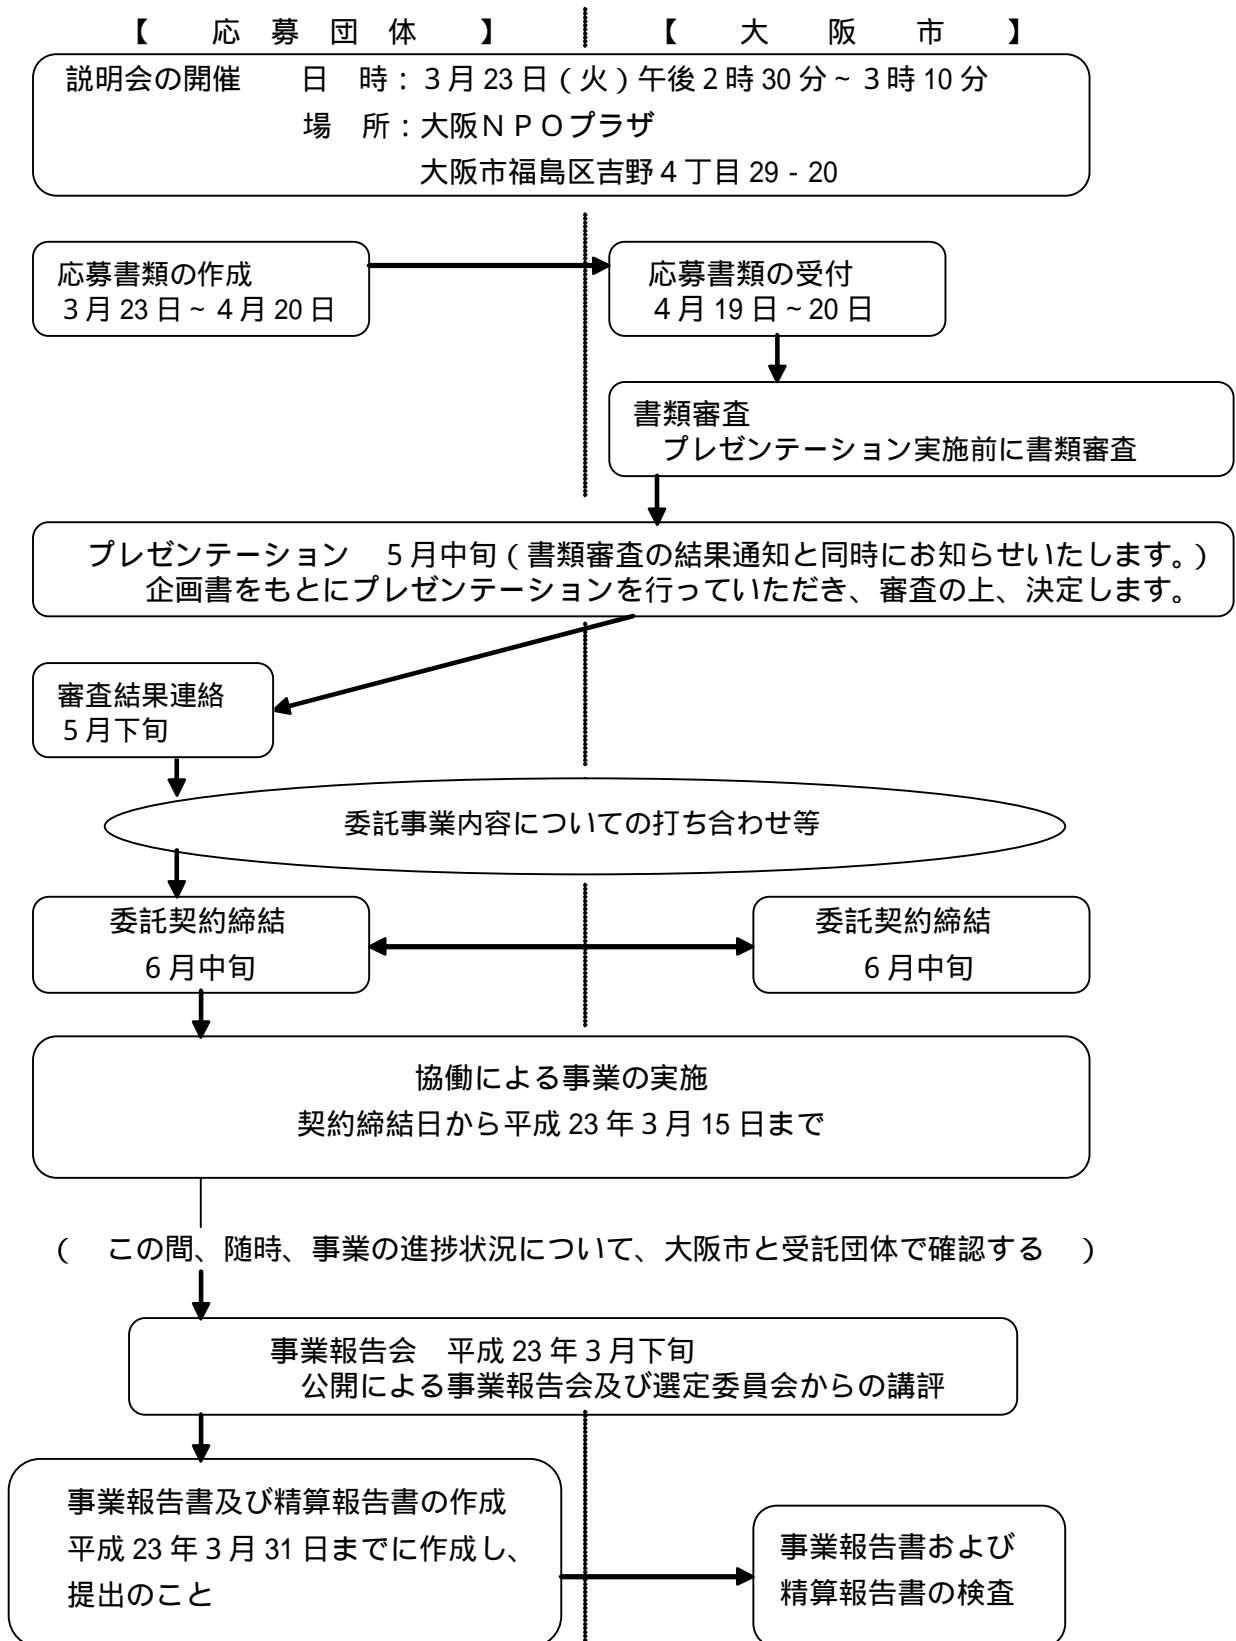 【　応　募　団　体　】　【　大　阪　市　】
説明会の開催　日　時：３月23日（火）午後２時30分～３時10分
場　所：大阪ＮＰＯプラザ
大阪市福島区吉野４丁目29－20
応募書類の作成
３月23日～４月20日
応募書類の受付
４月19日～20日
書類審査
プレゼンテーション実施前に書類審査
プレゼンテーション　５月中旬（書類審査の結果通知と同時にお知らせいたします。）
企画書をもとにプレゼンテーションを行っていただき、審査の上、決定します。
審査結果連絡
５月下旬
委託事業内容についての打ち合わせ等
委託契約締結
６月中旬
委託契約締結
６月中旬
協働による事業の実施
契約締結日から平成23年３月15日まで
（　この間、随時、事業の進捗状況について、大阪市と受託団体で確認する　）
事業報告会　平成23年３月下旬
公開による事業報告会及び選定委員会からの講評
事業報告書及び精算報告書の作成
平成23年３月31日までに作成し、
提出のこと
事業報告書および
精算報告書の検査